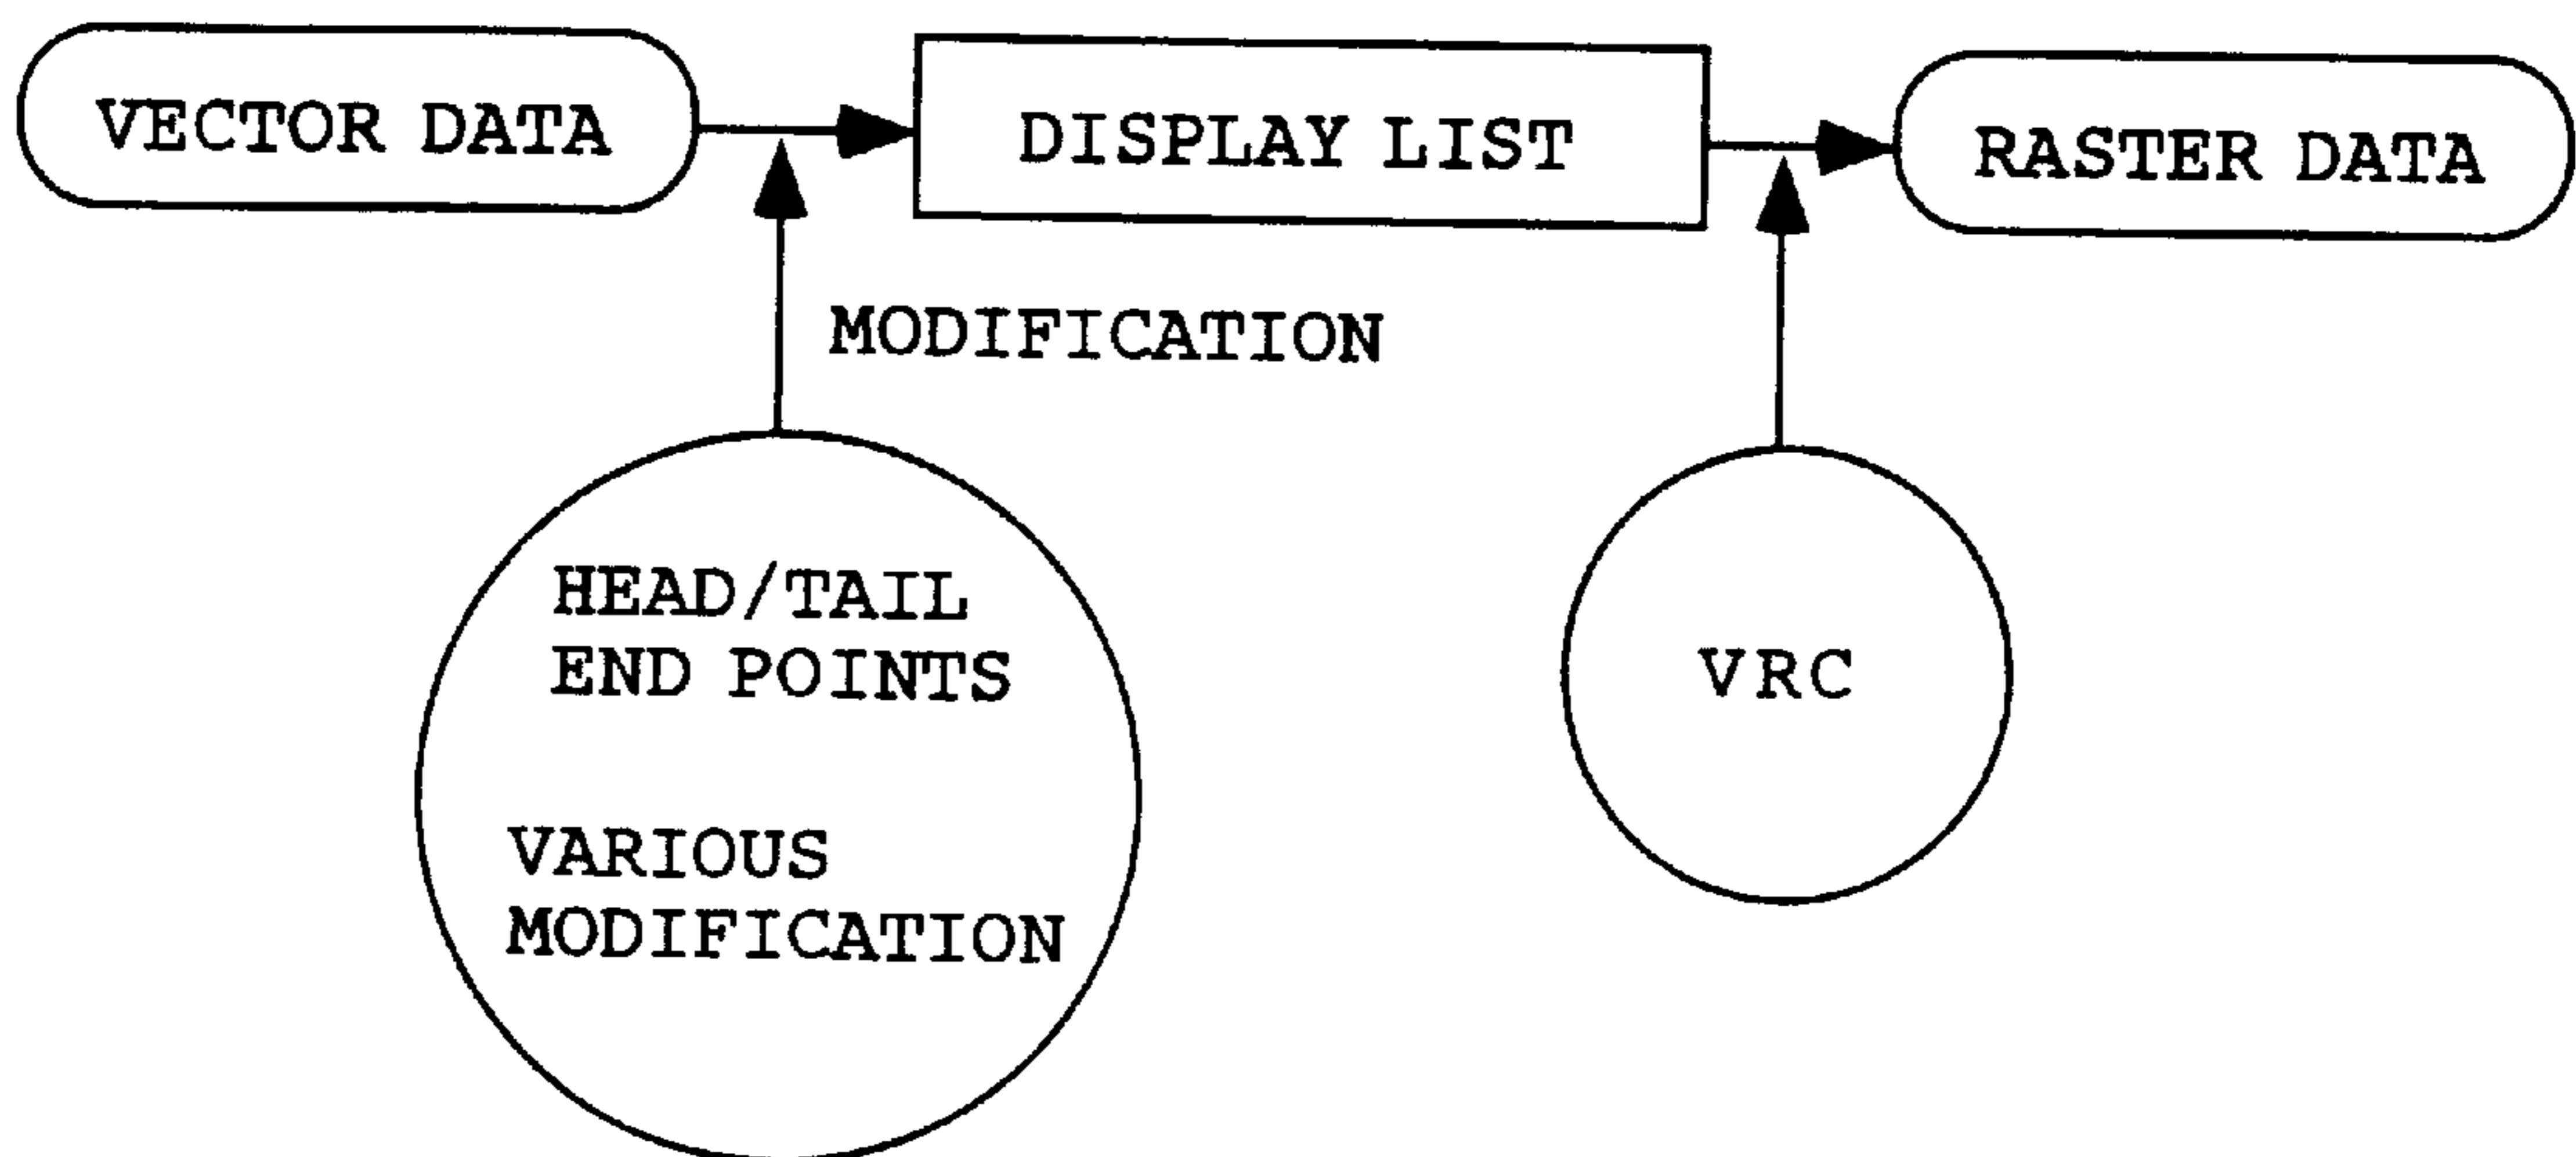 VECTOR DATA
DISPLAY LIST
RASTER DATA
MODIFICATION
HEAD/TAIL
END POINTS
VARIOUS
MODIFICATION
VRC